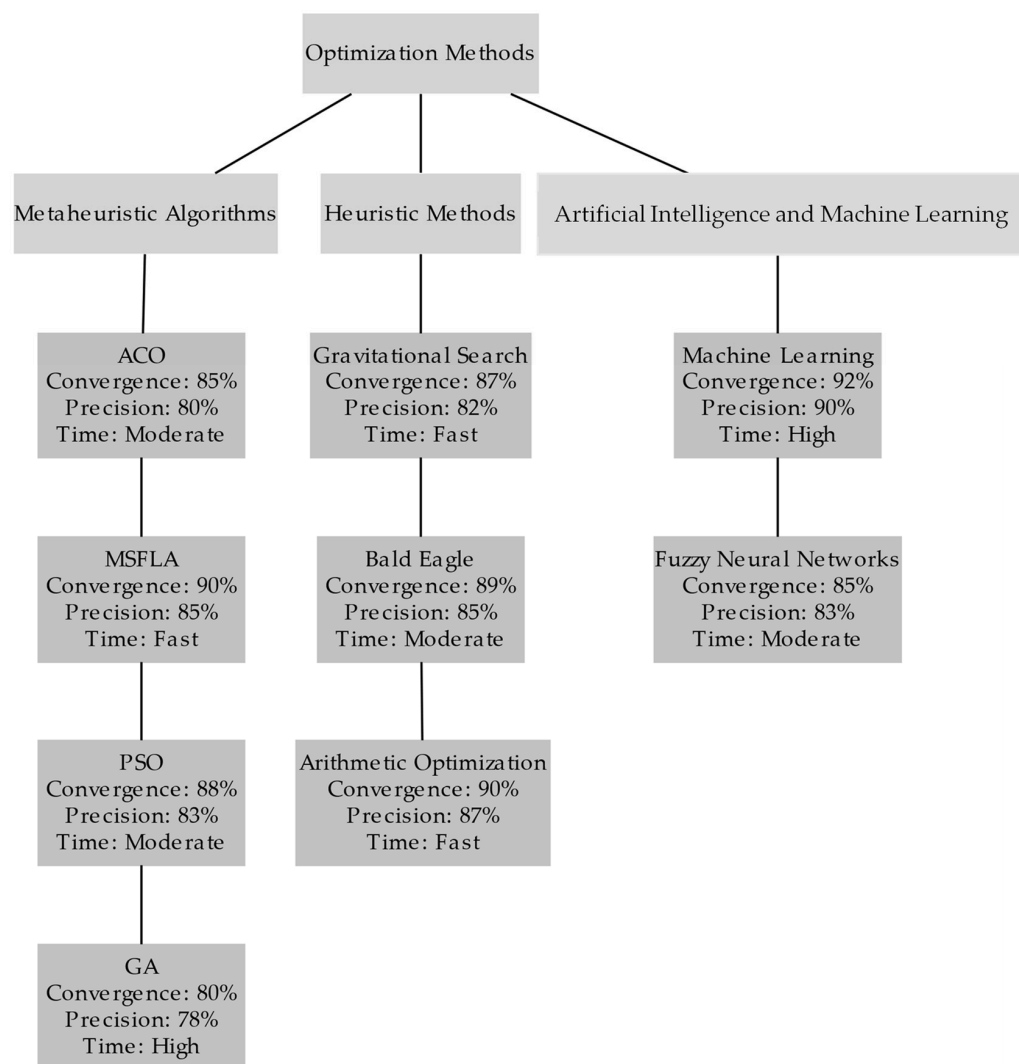 Optimization Methods
Metaheuristic Algorithms
Heuristic Methods
Artificial Intelligence and Machine Learning
ACO
Convergence: 85%
Precision: 80%
Time: Moderate
Gravitational Search
Convergence: 87%
Precision: 82%
Time: Fast
Machine Learning
Convergence: 92%
Precision: 90%
Time: High
MSFLA
Convergence: 90%
Precision: 85%
Time: Fast
Bald Eagle
Convergence: 89%
Precision: 85%
Time: Moderate
Fuzzy Neural Networks
Convergence: 85%
Precision: 83%
Time: Moderate
PSO
Convergence: 88%
Precision: 83%
Time: Moderate
Arithmetic Optimization
Convergence: 90%
Precision: 87%
Time: Fast
GA
Convergence: 80%
Precision: 78%
Time: High